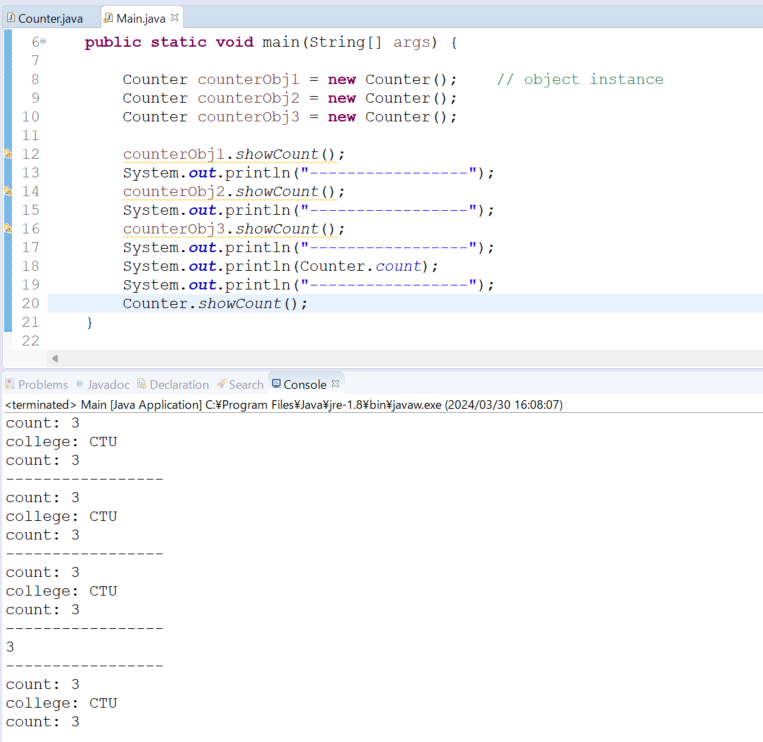 Counter.java Main.java
6 public static void main(String[] args) {
7
8 Counter counterObj1 = new Counter(); // object instance
9 Counter counterObj2 = new Counter();
10 Counter counterObj3 = new Counter();
11
12 counterObj1.showCount();
13 System.out.println("-----------------");
14 counterObj2.showCount();
15 System.out.println("-----------------");
16 counterObj3.showCount();
17 System.out.println("-----------------");
18 System.out.println(Counter.count);
19 System.out.println("-----------------");
20 Counter.showCount();
21 }
22
Problems Javadoc Declaration Search Console
<terminated> Main [Java Application] C:¥Program Files¥Java¥jre-1.8¥bin¥javaw.exe (2024/03/30 16:08:07)
count: 3
college: CTU
count: 3
-----------------
count: 3
college: CTU
count: 3
-----------------
count: 3
college: CTU
count: 3
-----------------
3
-----------------
count: 3
college: CTU
count: 3